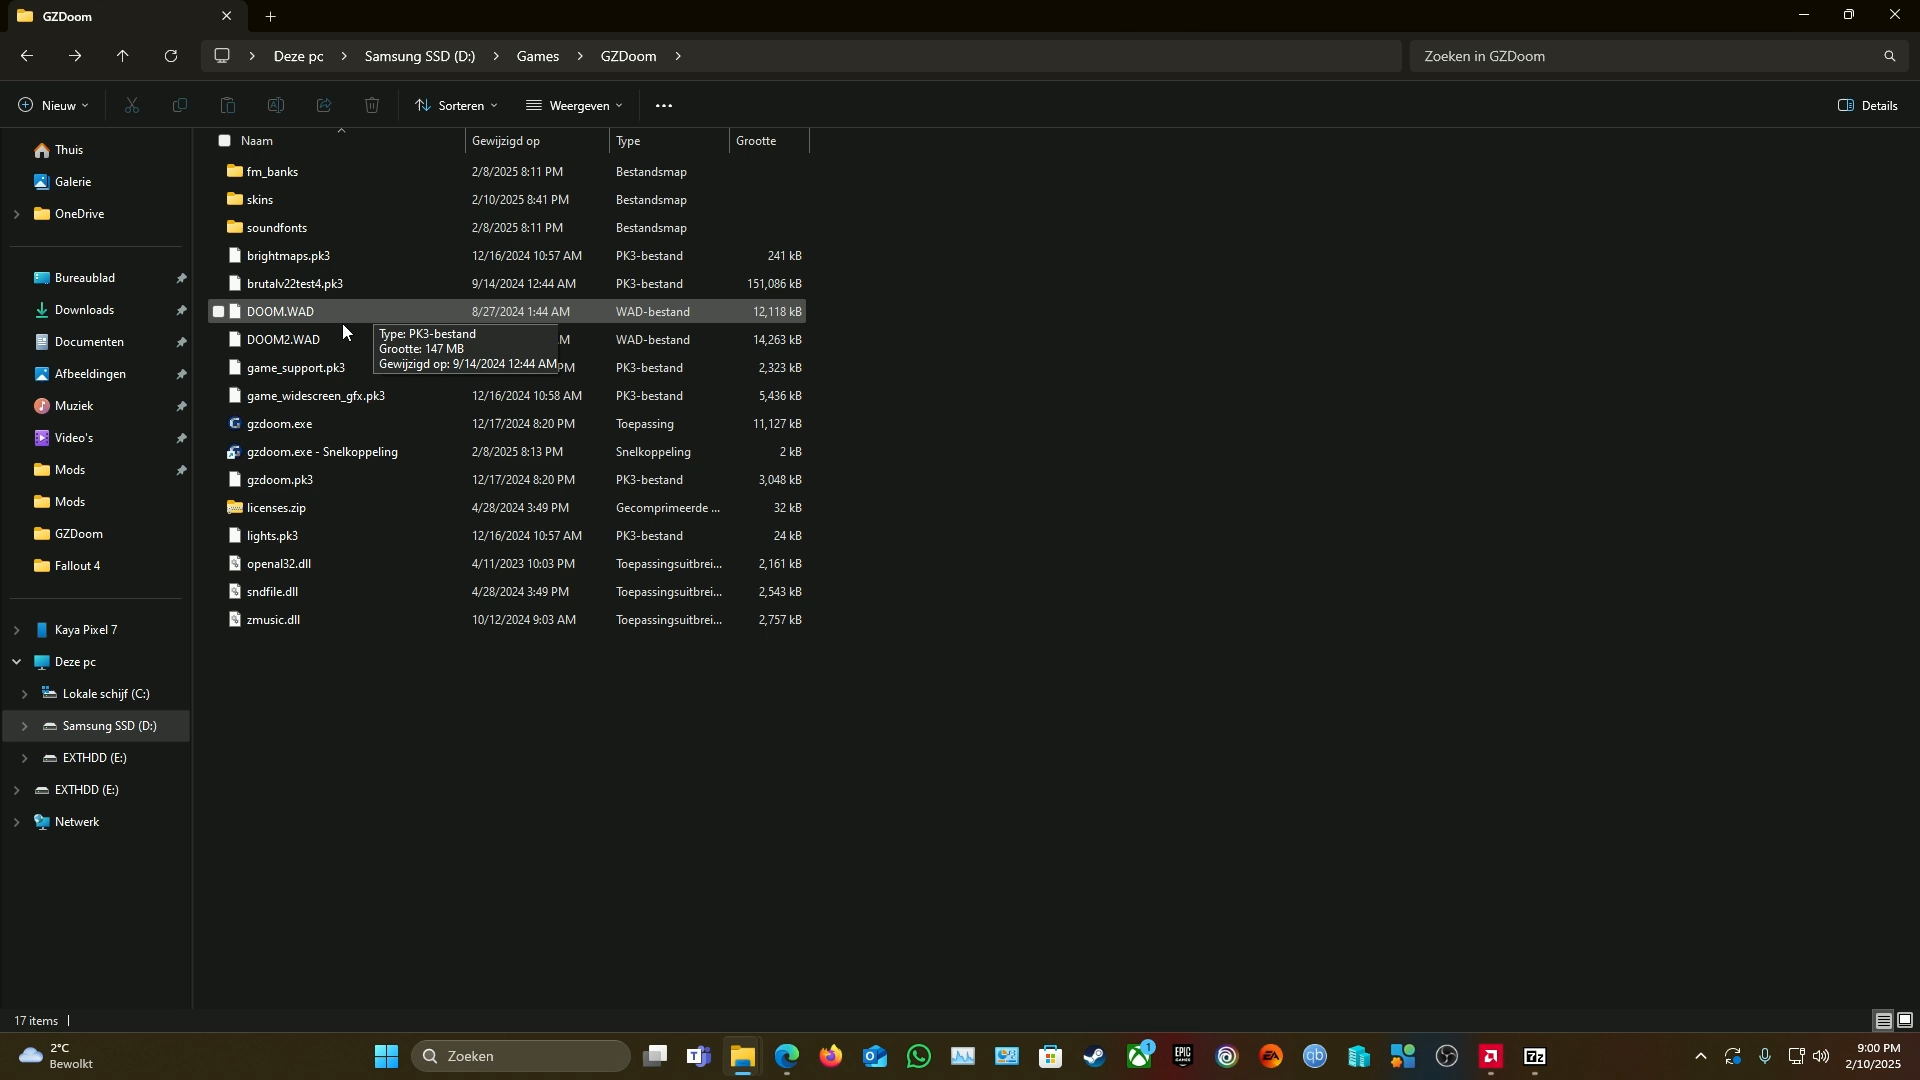 GZDoom
Deze pc > Samsung SSD (D:) > Games > GZDoom >
Zoeken in GZDoom
Nieuw
Sorteren
Weergeven
Details
Thuis
Galerie
OneDrive
Bureaublad
Downloads
Documenten
Afbeeldingen
Muziek
Video's
Mods
Mods
GZDoom
Fallout 4
Kaya Pixel 7
Deze pc
Lokale schijf (C:)
Samsung SSD (D:)
EXTHDD (E:)
EXTHDD (E:)
Netwerk
Naam Gewijzigd op Type Grootte
fm_banks 2/8/2025 8:11 PM Bestandsmap
skins 2/10/2025 8:41 PM Bestandsmap
soundfonts 2/8/2025 8:11 PM Bestandsmap
brightmaps.pk3 12/16/2024 10:57 AM PK3-bestand 241 kB
brutalv22test4.pk3 9/14/2024 12:44 AM PK3-bestand 151,086 kB
DOOM.WAD 8/27/2024 1:44 AM WAD-bestand 12,118 kB
DOOM2.WAD WAD-bestand 14,263 kB
game_support.pk3 PM PK3-bestand 2,323 kB
Type: PK3-bestand
Grootte: 147 MB
Gewijzigd op: 9/14/2024 12:44 AM
game_widescreen_gfx.pk3 12/16/2024 10:58 AM PK3-bestand 5,436 kB
gzdoom.exe 12/17/2024 8:20 PM Toepassing 11,127 kB
gzdoom.exe - Snelkoppeling 2/8/2025 8:13 PM Snelkoppeling 2 kB
gzdoom.pk3 12/17/2024 8:20 PM PK3-bestand 3,048 kB
licenses.zip 4/28/2024 3:49 PM Gecomprimeerde ... 32 kB
lights.pk3 12/16/2024 10:57 AM PK3-bestand 24 kB
openal32.dll 4/11/2023 10:03 PM Toepassingsuitbrei... 2,161 kB
sndfile.dll 4/28/2024 3:49 PM Toepassingsuitbrei... 2,543 kB
zmusic.dll 10/12/2024 9:03 AM Toepassingsuitbrei... 2,757 kB
17 items
2°C
Bewolkt
Zoeken
1
EPIC GAMES
EA
qb
7z
9:00 PM
2/10/2025